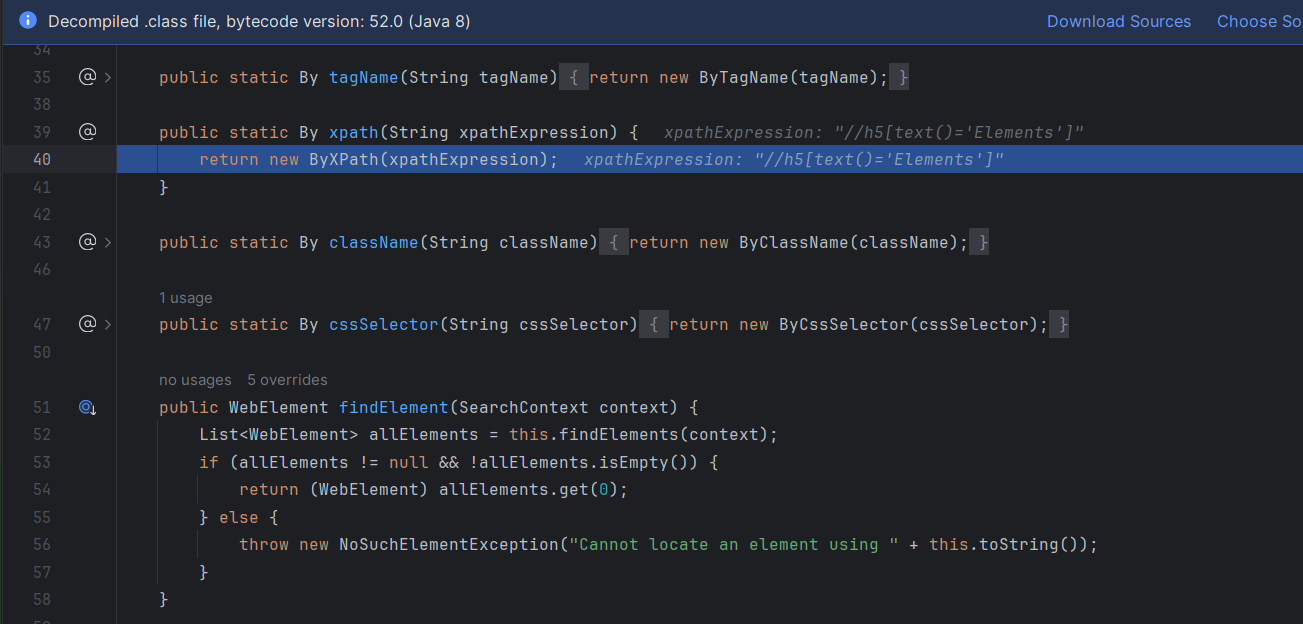 Decompiled .class file, bytecode version: 52.0 (Java 8) Download Sources Choose So
34
35 @ > public static By tagName(String tagName) { return new ByTagName(tagName); }
38
39 @ public static By xpath(String xpathExpression) { xpathExpression: "//h5[text()='Elements']"
40 return new ByXPath(xpathExpression); xpathExpression: "//h5[text()='Elements']"
41 }
42
43 @ > public static By className(String className) { return new ByClassName(className); }
46
1 usage
47 @ > public static By cssSelector(String cssSelector) { return new ByCssSelector(cssSelector); }
50
no usages 5 overrides
51 public WebElement findElement(SearchContext context) {
52 List<WebElement> allElements = this.findElements(context);
53 if (allElements != null && !allElements.isEmpty()) {
54 return (WebElement) allElements.get(0);
55 } else {
56 throw new NoSuchElementException("Cannot locate an element using " + this.toString());
57 }
58 }